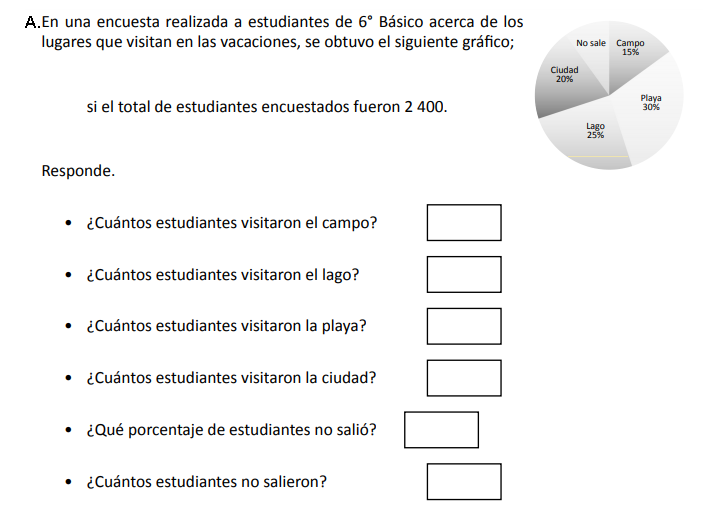 A.En una encuesta realizada a estudiantes de 6° Básico acerca de los
lugares que visitan en las vacaciones, se obtuvo el siguiente gráfico;
No sale
Campo
15%
Ciudad
20%
Playa
30%
Lago
25%
si el total de estudiantes encuestados fueron 2 400.
Responde.
• ¿Cuántos estudiantes visitaron el campo?
• ¿Cuántos estudiantes visitaron el lago?
• ¿Cuántos estudiantes visitaron la playa?
• ¿Cuántos estudiantes visitaron la ciudad?
• ¿Qué porcentaje de estudiantes no salió?
• ¿Cuántos estudiantes no salieron?